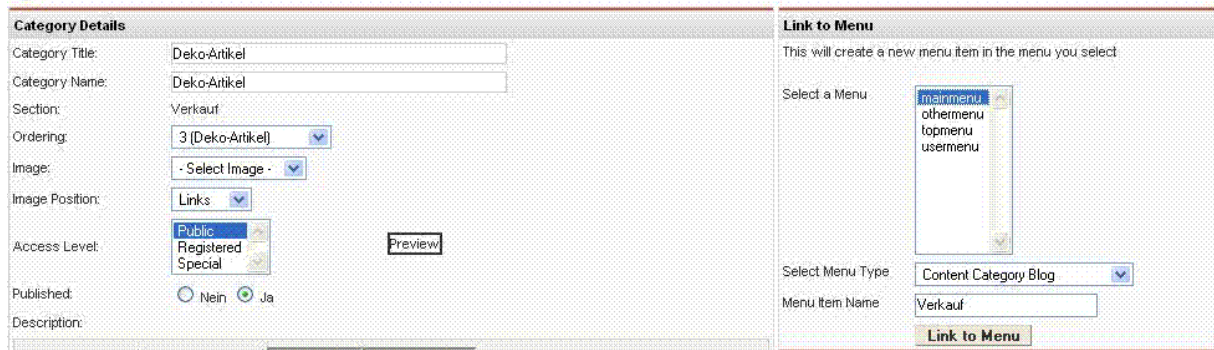 Category Details
Category Title: Deko-Artikel
Category Name: Deko-Artikel
Section: Verkauf
Ordering: 3 (Deko-Artikel)
Image: - Select Image -
Image Position: Links
Access Level: Public
Registered
Special
Preview
Published: Nein Ja
Description:
Link to Menu
This will create a new menu item in the menu you select
Select a Menu mainmenu
othermenu
topmenu
usermenu
Select Menu Type Content Category Blog
Menu Item Name Verkauf
Link to Menu